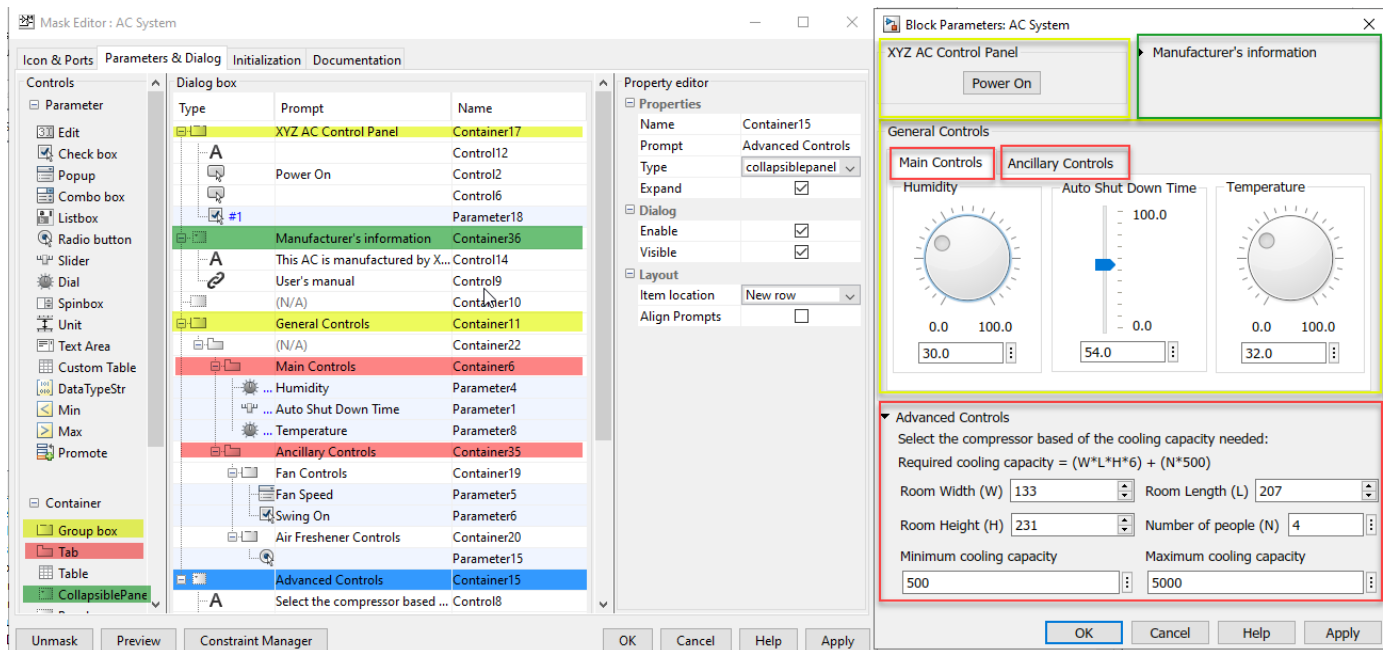 Mask Editor : AC System
Icon & Ports Parameters & Dialog Initialization Documentation
Controls
Parameter
Edit
Check box
Popup
Combo box
Listbox
Radio button
Slider
Dial
Spinbox
Unit
Text Area
Custom Table
DataTypeStr
Min
Max
Promote
Container
Group box
Tab
Table
CollapsiblePane
Dialog box
Type Prompt Name
XYZ AC Control Panel Container17
A Control12
Power On Control2
Control6
#1 Parameter18
Manufacturer's information Container36
A This AC is manufactured by X... Control14
User's manual Control9
(N/A) Container10
General Controls Container11
(N/A) Container22
Main Controls Container6
... Humidity Parameter4
... Auto Shut Down Time Parameter1
... Temperature Parameter8
Ancillary Controls Container35
Fan Controls Container19
Fan Speed Parameter5
Swing On Parameter6
Air Freshener Controls Container20
Parameter15
Advanced Controls Container15
A Select the compressor based ... Control8
Property editor
Properties
Name Container15
Prompt Advanced Controls
Type collapsiblepanel
Expand
Dialog
Enable
Visible
Layout
Item location New row
Align Prompts
Unmask Preview Constraint Manager OK Cancel Help Apply
Block Parameters: AC System
XYZ AC Control Panel
Power On
Manufacturer's information
General Controls
Main Controls Ancillary Controls
Humidity Auto Shut Down Time Temperature
100.0
0.0 100.0 0.0 0.0 100.0
30.0 54.0 32.0
Advanced Controls
Select the compressor based of the cooling capacity needed:
Required cooling capacity = (W*L*H*6) + (N*500)
Room Width (W) 133 Room Length (L) 207
Room Height (H) 231 Number of people (N) 4
Minimum cooling capacity Maximum cooling capacity
500 5000
OK Cancel Help Apply